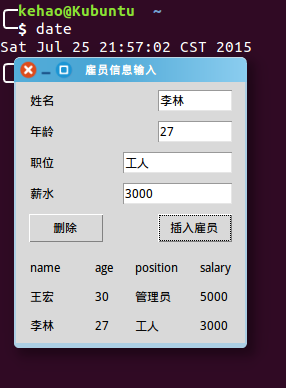 kehao@Kubuntu ~
$ date
Sat Jul 25 21:57:02 CST 2015
雇员信息输入
姓名 李林
年龄 27
职位 工人
薪水 3000
删除 插入雇员
name age position salary
王宏 30 管理员 5000
李林 27 工人 3000